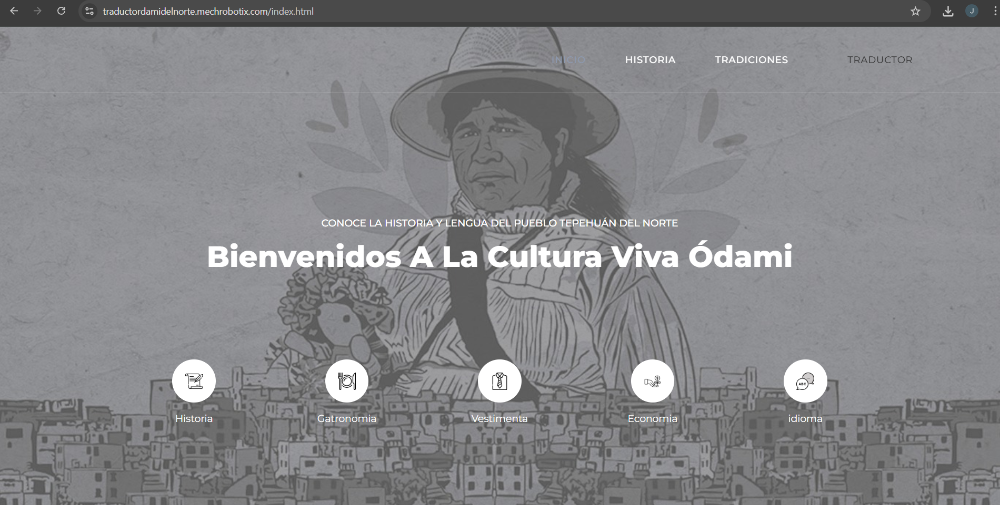 traductordamidelnorte.mechrobotix.com/index.html
J
INICIO
HISTORIA
TRADICIONES
TRADUCTOR
CONOCE LA HISTORIA Y LENGUA DEL PUEBLO TEPEHUÁN DEL NORTE
Bienvenidos A La Cultura Viva Ódami
ABC
Historia
Gatronomia
Vestimenta
Economia
idioma